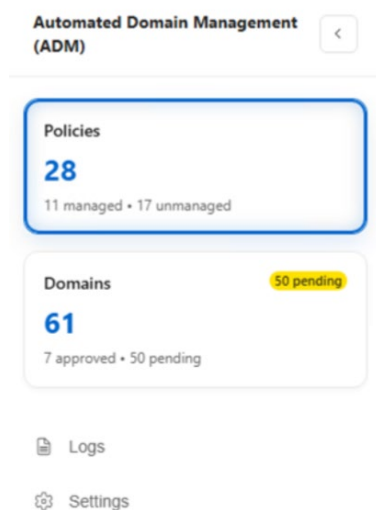 Automated Domain Management
(ADM)
Policies
28
11 managed • 17 unmanaged
Domains
50 pending
61
7 approved • 50 pending
Logs
Settings